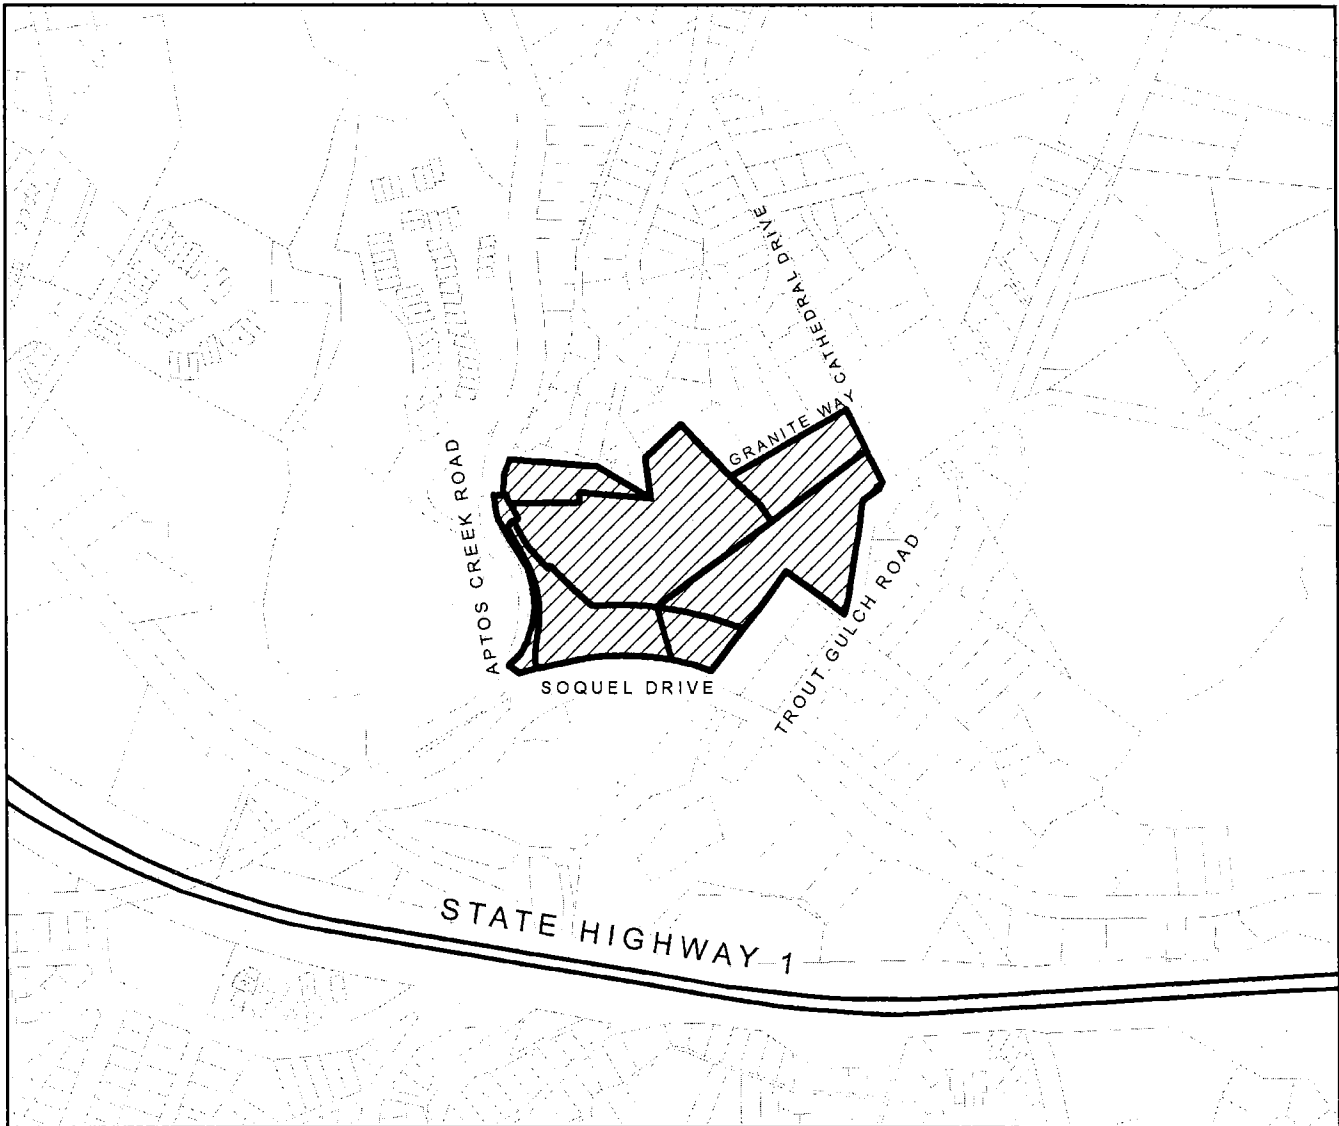 CATHEDRAL DRIVE
GRANITE WAY
APTOS CREEK ROAD
TROUT GULCH ROAD
SOQUEL DRIVE
STATE HIGHWAY 1